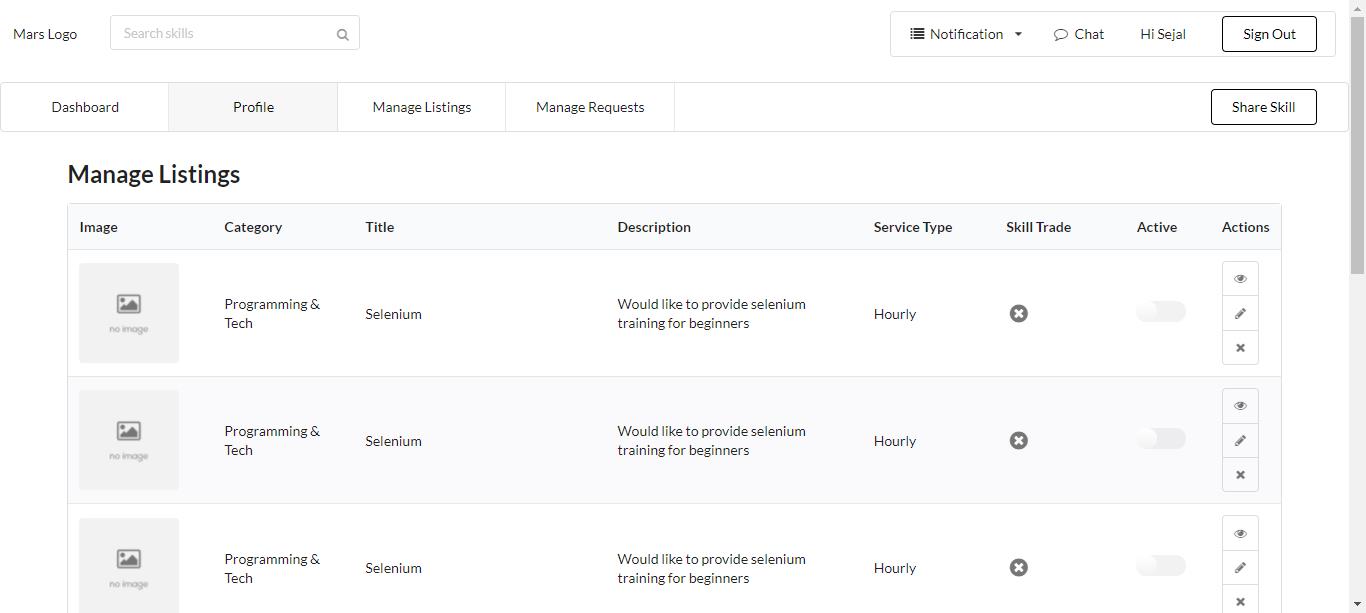 Mars Logo
Search skills
Notification
Chat
Hi Sejal
Sign Out
Dashboard
Profile
Manage Listings
Manage Requests
Share Skill
Manage Listings
Image Category Title Description Service Type Skill Trade Active Actions
no image
Programming &
Tech
Selenium
Would like to provide selenium
training for beginners
Hourly
no image
Programming &
Tech
Selenium
Would like to provide selenium
training for beginners
Hourly
no image
Programming &
Tech
Selenium
Would like to provide selenium
training for beginners
Hourly